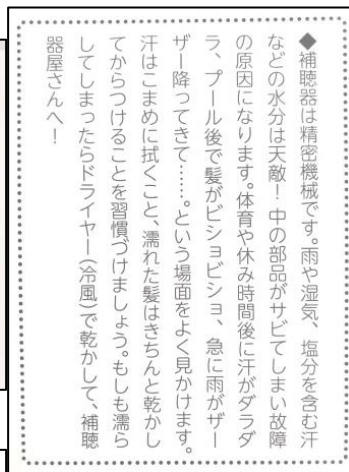 ◆補聴器は精密機械です。雨や湿気、塩分を含む汗
などの水分は天敵！中の部品がサビてしまい故障
の原因になります。体育や休み時間後に汗がダラダ
ラ、プール後で髪がビショビショ、急に雨がザー
ザー降ってきて……。という場面をよく見かけます。
汗はこまめに拭くこと、濡れた髪はきちんと乾かし
てからつけることを習慣づけましょう。もしも濡ら
してしまったらドライヤー(冷風)で乾かして、補聴
器屋さんへ！